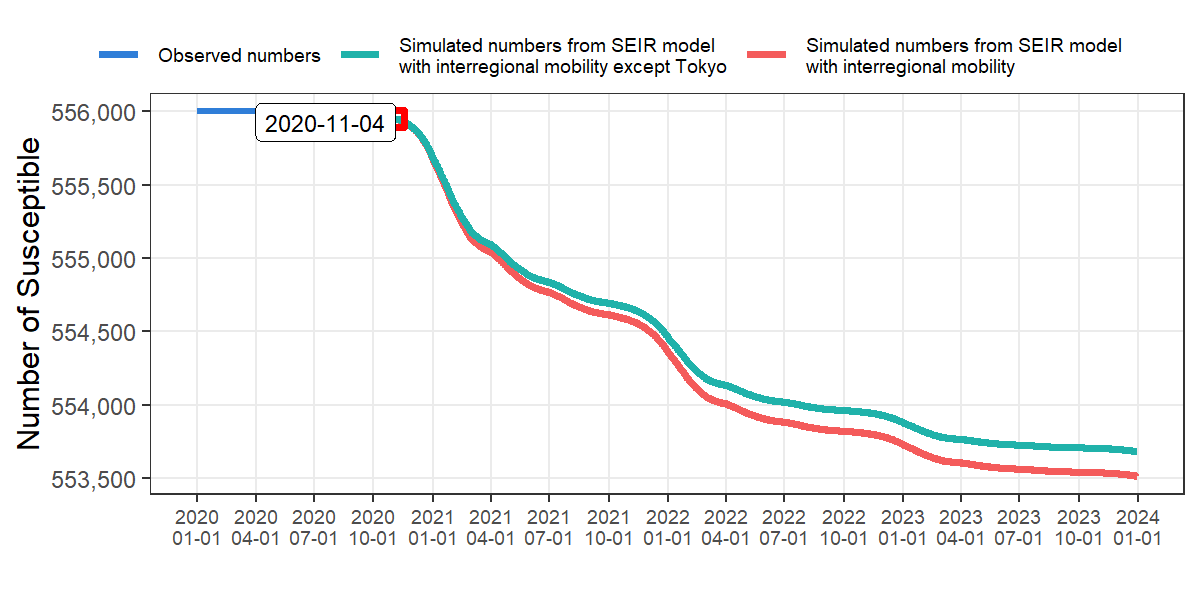 Observed numbers
Simulated numbers from SEIR model
with interregional mobility except Tokyo
Simulated numbers from SEIR model
with interregional mobility
Number of Susceptible
556,000
555,500
555,000
554,500
554,000
553,500
2020-11-04
2020 2020 2020 2020 2021 2021 2021 2021 2022 2022 2022 2022 2023 2023 2023 2023 2024
01-01 04-01 07-01 10-01 01-01 04-01 07-01 10-01 01-01 04-01 07-01 10-01 01-01 04-01 07-01 10-01 01-01